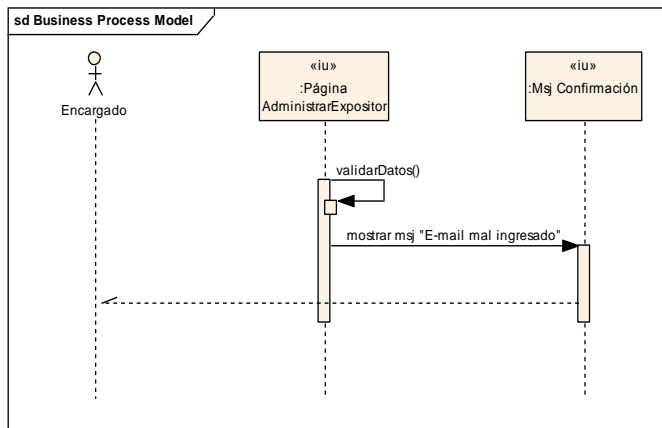 sd Business Process Model
Encargado
«iu»
:Página
AdministrarExpositor
«iu»
:Msj Confirmación
validarDatos()
mostrar msj "E-mail mal ingresado"